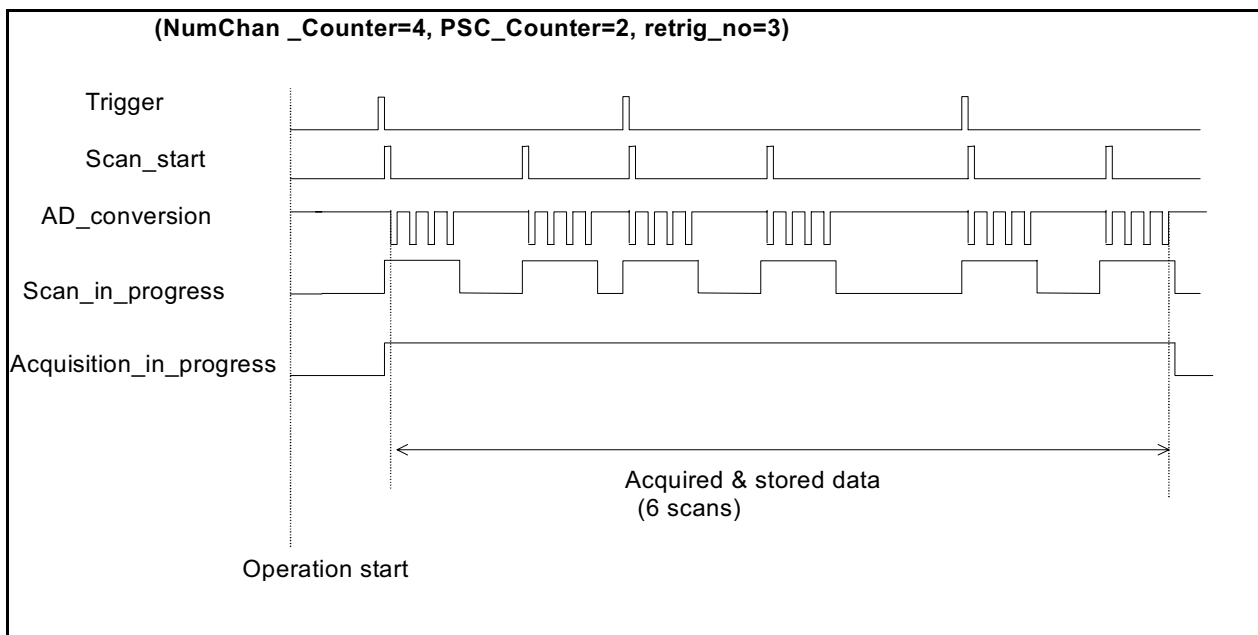 (NumChan _Counter=4, PSC_Counter=2, retrig_no=3)
Trigger
Scan_start
AD_conversion
Scan_in_progress
Acquisition_in_progress
Acquired & stored data
(6 scans)
Operation start